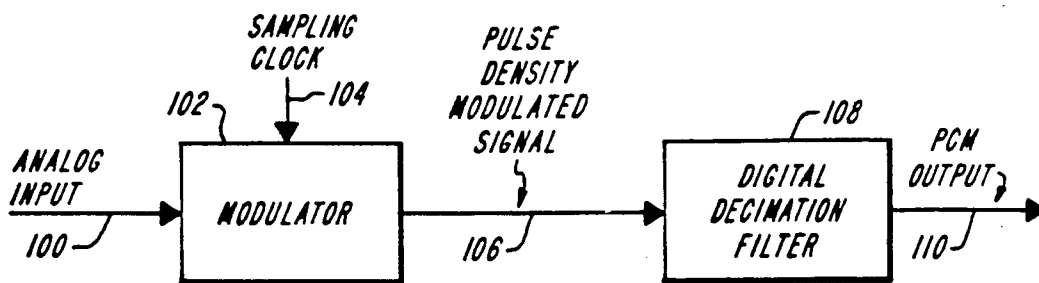 SAMPLING
CLOCK
104
102
ANALOG
INPUT
100
MODULATOR
PULSE
DENSITY
MODULATED
SIGNAL
106
108
DIGITAL
DECIMATION
FILTER
PCM
OUTPUT
110